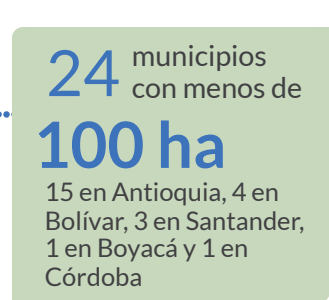 24 municipios
con menos de
100 ha
15 en Antioquia, 4 en
Bolívar, 3 en Santander,
1 en Boyacá y 1 en
Córdoba